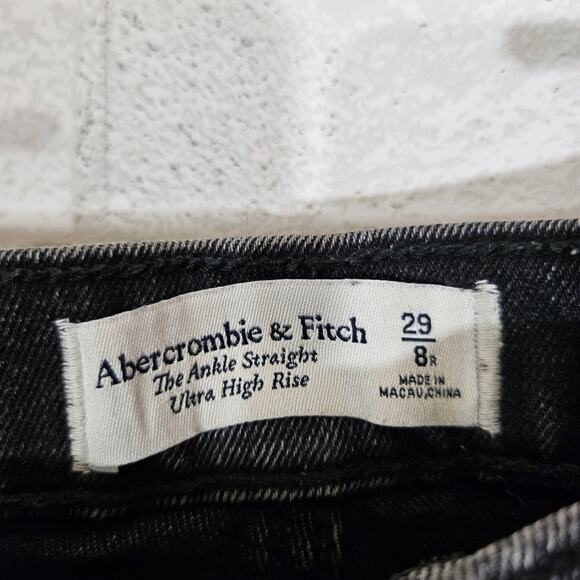 Abercrombie & Fitch
The Ankle Straight
Ultra High Rise
29
8R
MADE IN
MACAU, CHINA